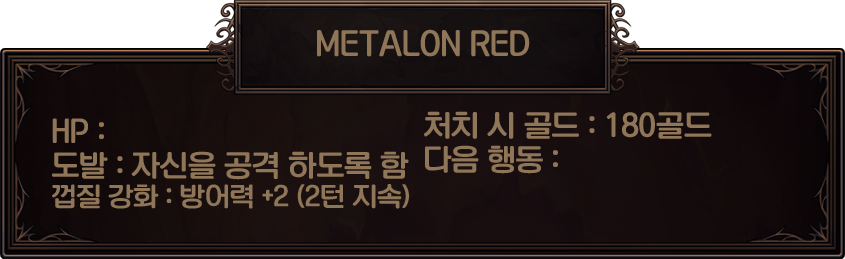 METALON RED
HP :
도발 : 자신을 공격 하도록 함
껍질 강화 : 방어력 +2 (2턴 지속)
처치 시 골드 : 180골드
다음 행동 :